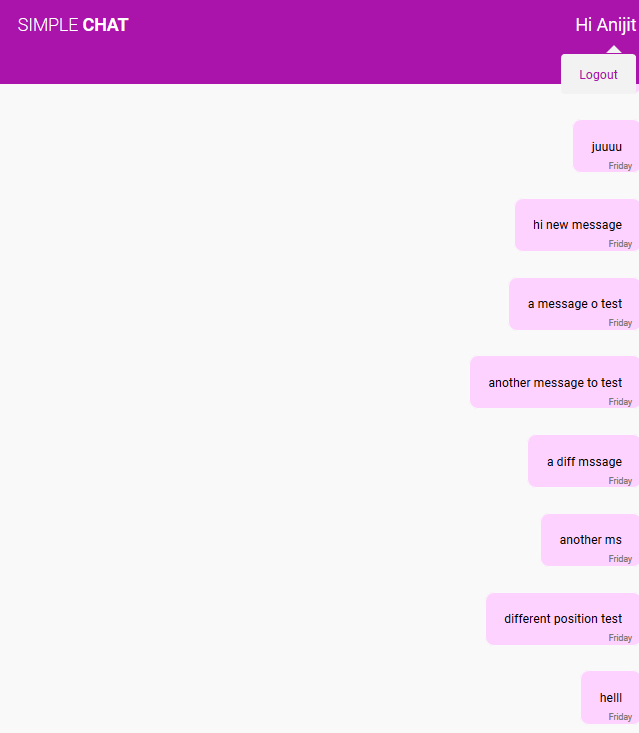 SIMPLE CHAT
Hi Anijit
Logout
juuuu
Friday
hi new message
Friday
a message o test
Friday
another message to test
Friday
a diff mssage
Friday
another ms
Friday
different position test
Friday
helll
Friday